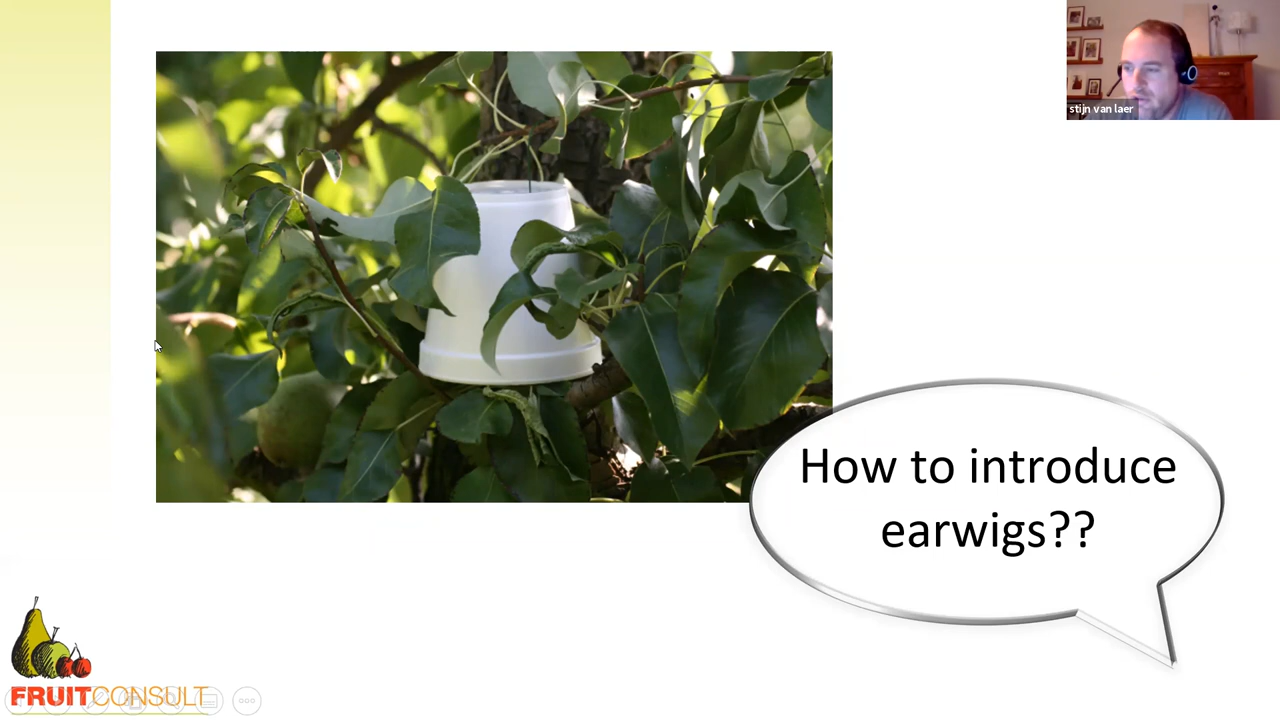 stijn van laer
How to introduce
earwigs??
FRUITCONSULT